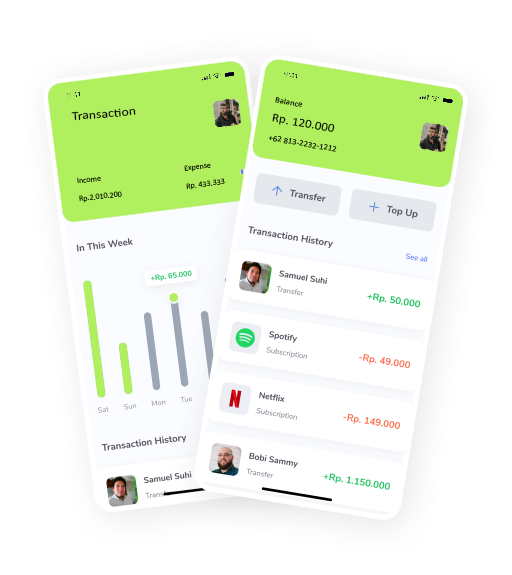 Transaction
Income
Rp.2.010.200
Expense
Rp. 433.333
In This Week
+Rp. 65.000
Sat
Sun
Mon
Tue
Transaction History
Samuel Suhi
Balance
Rp. 120.000
+62 813-2232-1212
Transfer
Top Up
Transaction History
See all
Samuel Suhi
Transfer
+Rp. 50.000
Spotify
Subscription
-Rp. 49.000
Netflix
Subscription
-Rp. 149.000
Bobi Sammy
Transfer
+Rp. 1.150.000